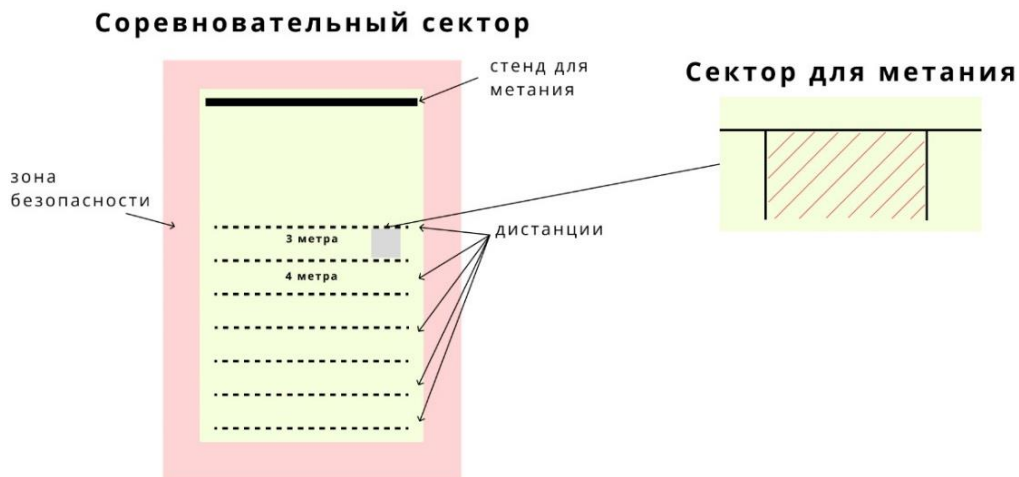 Соревновательный сектор
стенд для
метания
Сектор для метания
зона
безопасности
3 метра
дистанции
4 метра